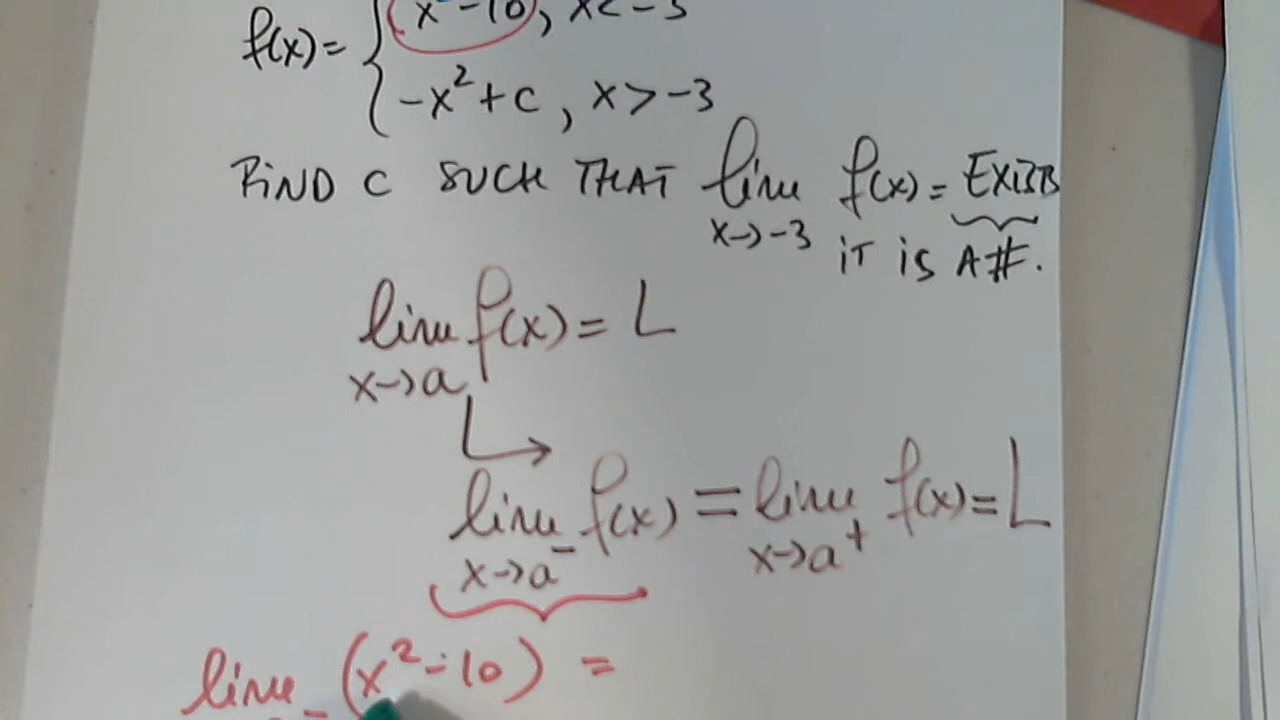 f(x)= { x²-10, x<-3
-x²+c, x>-3
FIND C SUCH THAT lim f(x)= EXISTS
x→-3 IT IS A #.
lim f(x)= L
x→a
lim f(x) = lim f(x)= L
x→a⁻ x→a⁺
lim (x²-10) =